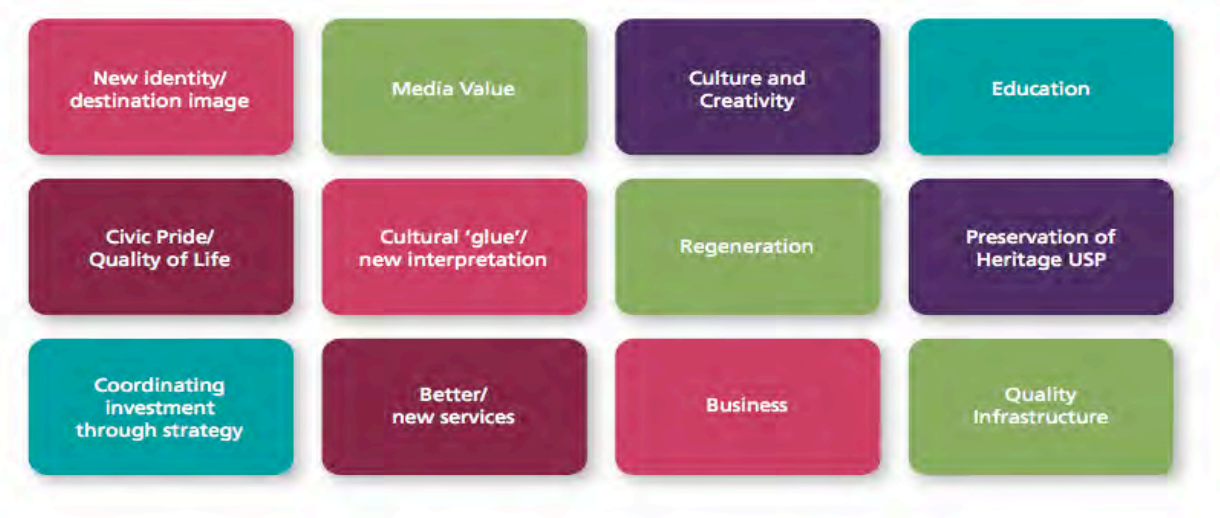 New identity/
destination image
Media Value
Culture and
Creativity
Education
Civic Pride/
Quality of Life
Cultural ‘glue’/
new interpretation
Regeneration
Preservation of
Heritage USP
Coordinating
investment
through strategy
Better/
new services
Business
Quality
Infrastructure